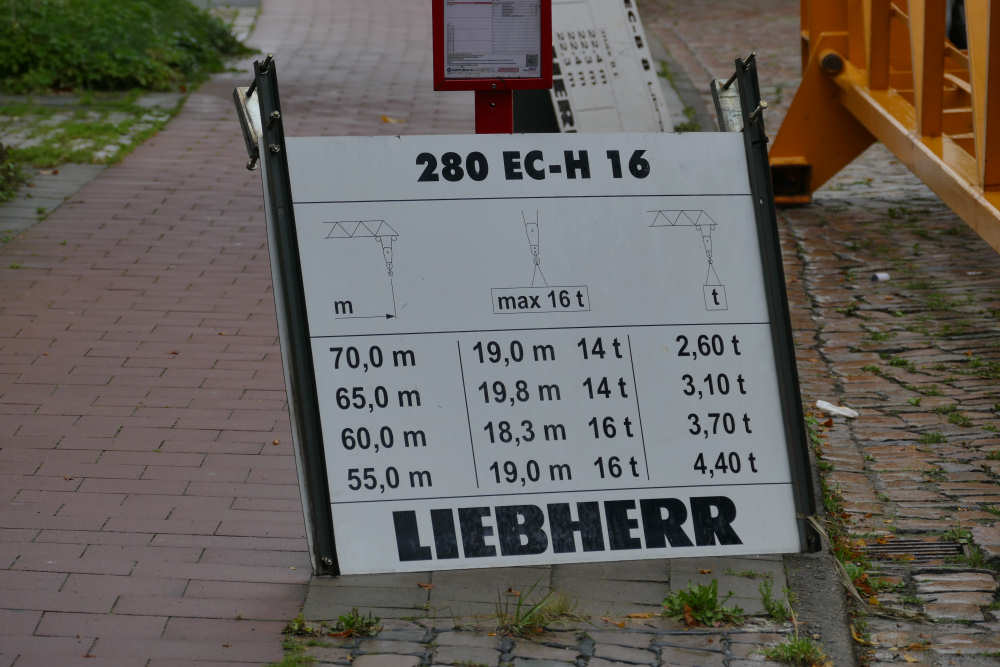 280 EC-H 16
m
max 16 t
t
70,0 m 19,0 m 14 t 2,60 t
65,0 m 19,8 m 14 t 3,10 t
60,0 m 18,3 m 16 t 3,70 t
55,0 m 19,0 m 16 t 4,40 t
LIEBHERR